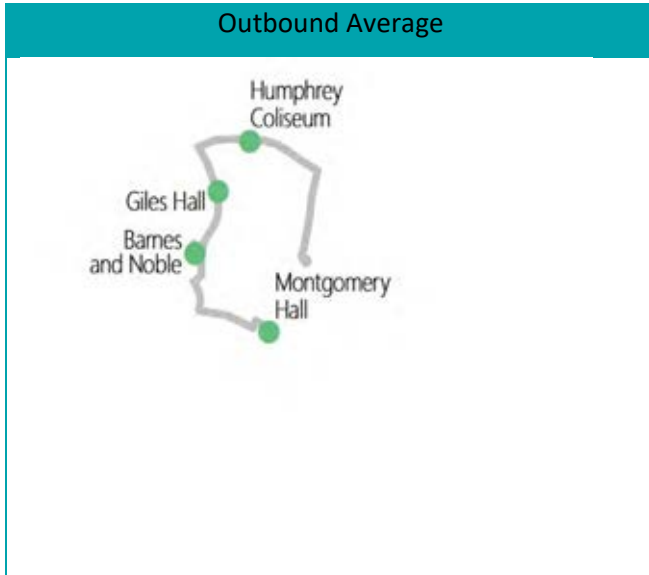 Outbound Average
Humphrey
Coliseum
Giles Hall
Barnes
and Noble
Montgomery
Hall